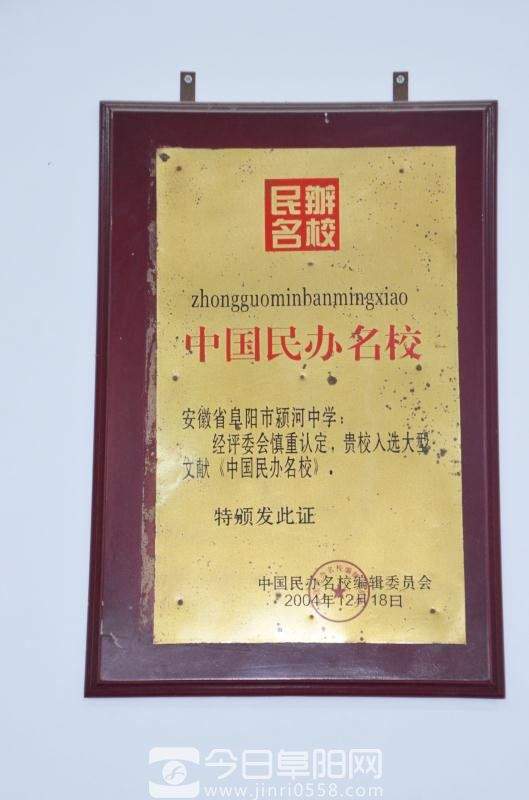 民辦
名校
zhongguominbanmingxiao
中国民办名校
安徽省阜阳市颍河中学：
经评委会慎重认定，贵校入选大型
文献《中国民办名校》.
特颁发此证
中国民办名校编辑委员会
2004年12月18日
今日阜阳网
www.jinri0558.com